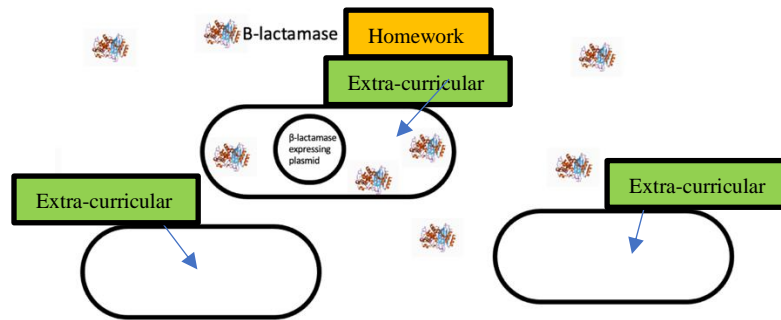 B-lactamase
Homework
Extra-curricular
β-lactamase
expressing
plasmid
Extra-curricular
Extra-curricular